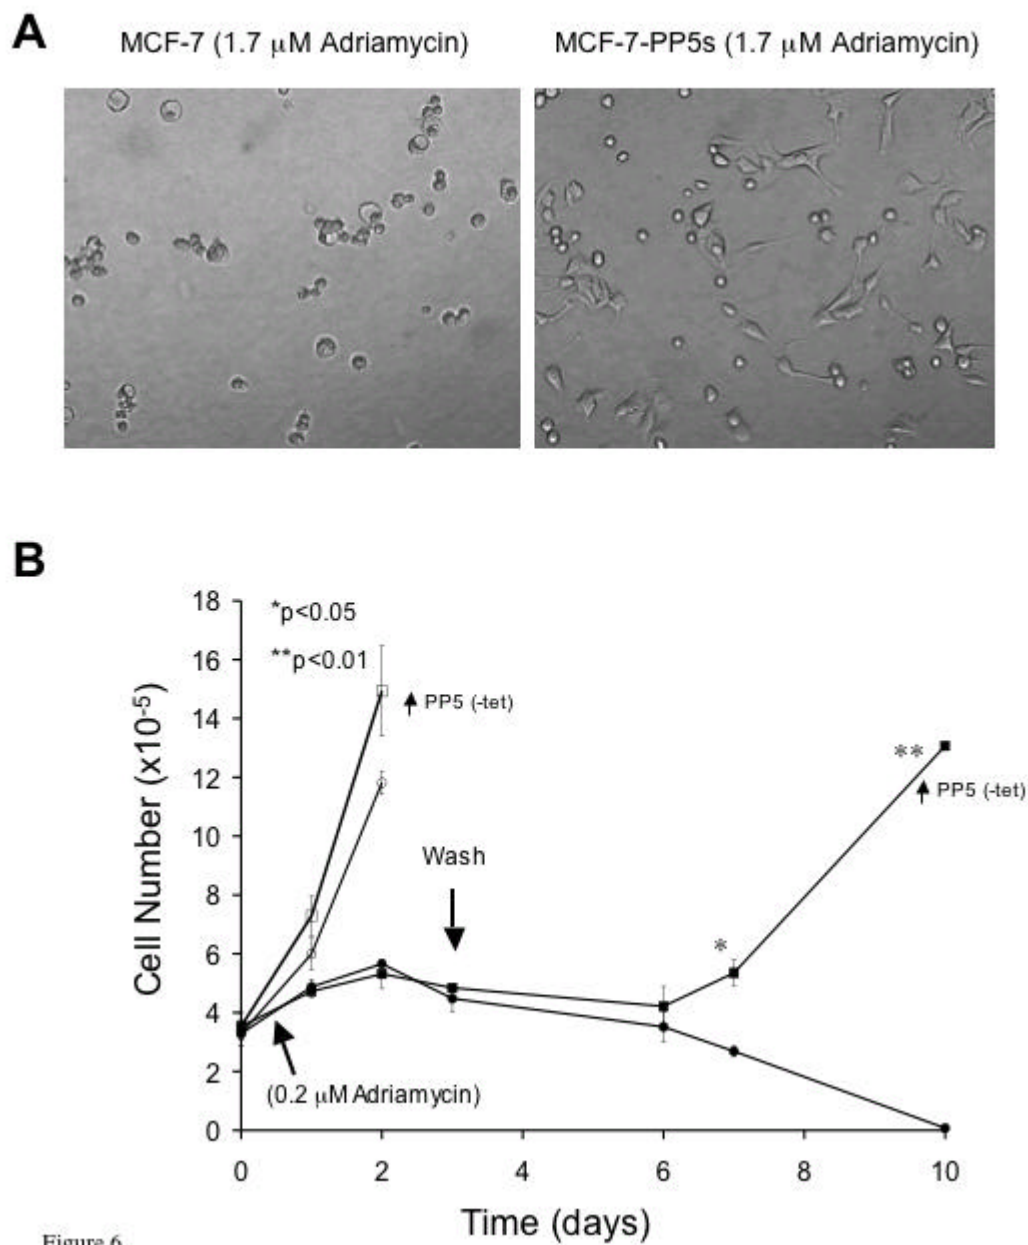 A
MCF-7 (1.7 μM Adriamycin)
MCF-7-PP5s (1.7 μM Adriamycin)
B
18
16
14
12
10
8
6
4
2
0
Cell Number (x10⁻⁵)
*p<0.05
**p<0.01
PP5 (-tet)
Wash
**
PP5 (-tet)
*
(0.2 μM Adriamycin)
0 2 4 6 8 10
Time (days)
Figure 6